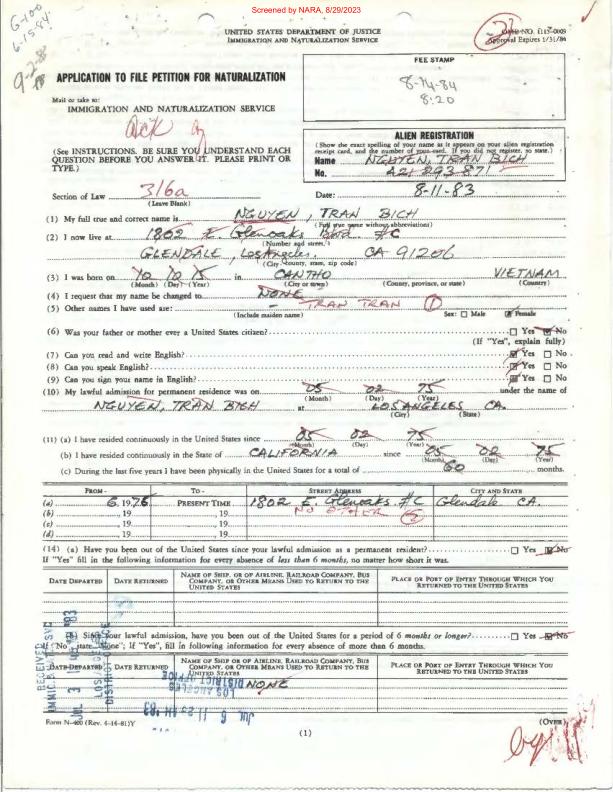 Screened by NARA, 8/29/2023
G-100
6-15-84
UNITED STATES DEPARTMENT OF JUSTICE
IMMIGRATION AND NATURALIZATION SERVICE
OMB-NO. 1115-0009
Approval Expires 1/31/84
FEE STAMP
8-14-84
8:20
APPLICATION TO FILE PETITION FOR NATURALIZATION
Mail or take to:
IMMIGRATION AND NATURALIZATION SERVICE
(See INSTRUCTIONS. BE SURE YOU UNDERSTAND EACH
QUESTION BEFORE YOU ANSWER IT. PLEASE PRINT OR
TYPE.)
ALIEN REGISTRATION
(Show the exact spelling of your name as it appears on your alien registration
receipt card, and the number of your card. If you did not register, so state.)
Name NGUYEN, TRAN BICH
No. A21 293 871
Section of Law 316a
(Leave Blank)
Date: 8-11-83
(1) My full true and correct name is NGUYEN, TRAN BICH
(Full true name without abbreviations)
(2) I now live at 1802 E. Glenoaks Blvd. #C
(Number and street,)
GLENDALE, Los Angeles. CA 91206
(City, county, state, zip code)
(3) I was born on 10 10 in CANTHO VIETNAM
(Month) (Day) (Year) (City or town) (County, province, or state) (Country)
(4) I request that my name be changed to NONE
(5) Other names I have used are: - TRAN TRAN 1
(Include maiden name) Sex: Male Female
(6) Was your father or mother ever a United States citizen? Yes No
(If "Yes", explain fully)
(7) Can you read and write English? Yes No
(8) Can you speak English? Yes No
(9) Can you sign your name in English? Yes No
(10) My lawful admission for permanent residence was on 05 02 75 under the name of
(Month) (Day) (Year)
NGUYEN, TRAN BICH at LOS ANGELES CA.
(City) (State)
(11) (a) I have resided continuously in the United States since 05 02 75
(Month) (Day) (Year)
(b) I have resided continuously in the State of CALIFORNIA since 05 02 75
(Month) (Day) (Year)
(c) During the last five years I have been physically in the United States for a total of 60 months.
FROM - TO - STREET ADDRESS CITY AND STATE
(a) 6, 1975 PRESENT TIME 1802 E. Glenoaks #C Glendale CA.
(b) , 19 , 19 NO OTHER
(c) , 19 , 19
(d) , 19 , 19
(14) (a) Have you been out of the United States since your lawful admission as a permanent resident? Yes No
If "Yes" fill in the following information for every absence of less than 6 months, no matter how short it was.
DATE DEPARTED DATE RETURNED NAME OF SHIP, OR OF AIRLINE, RAILROAD COMPANY, BUS COMPANY, OR OTHER MEANS USED TO RETURN TO THE UNITED STATES PLACE OR PORT OF ENTRY THROUGH WHICH YOU RETURNED TO THE UNITED STATES
Since your lawful admission, have you been out of the United States for a period of 6 months or longer? Yes No
If "No" state "None"; If "Yes", fill in following information for every absence of more than 6 months.
DATE DEPARTED DATE RETURNED NAME OF SHIP, OR OF AIRLINE, RAILROAD COMPANY, BUS COMPANY, OR OTHER MEANS USED TO RETURN TO THE UNITED STATES PLACE OR PORT OF ENTRY THROUGH WHICH YOU RETURNED TO THE UNITED STATES
NONE
Form N-400 (Rev. 4-16-81)Y
(OVER)
(1)